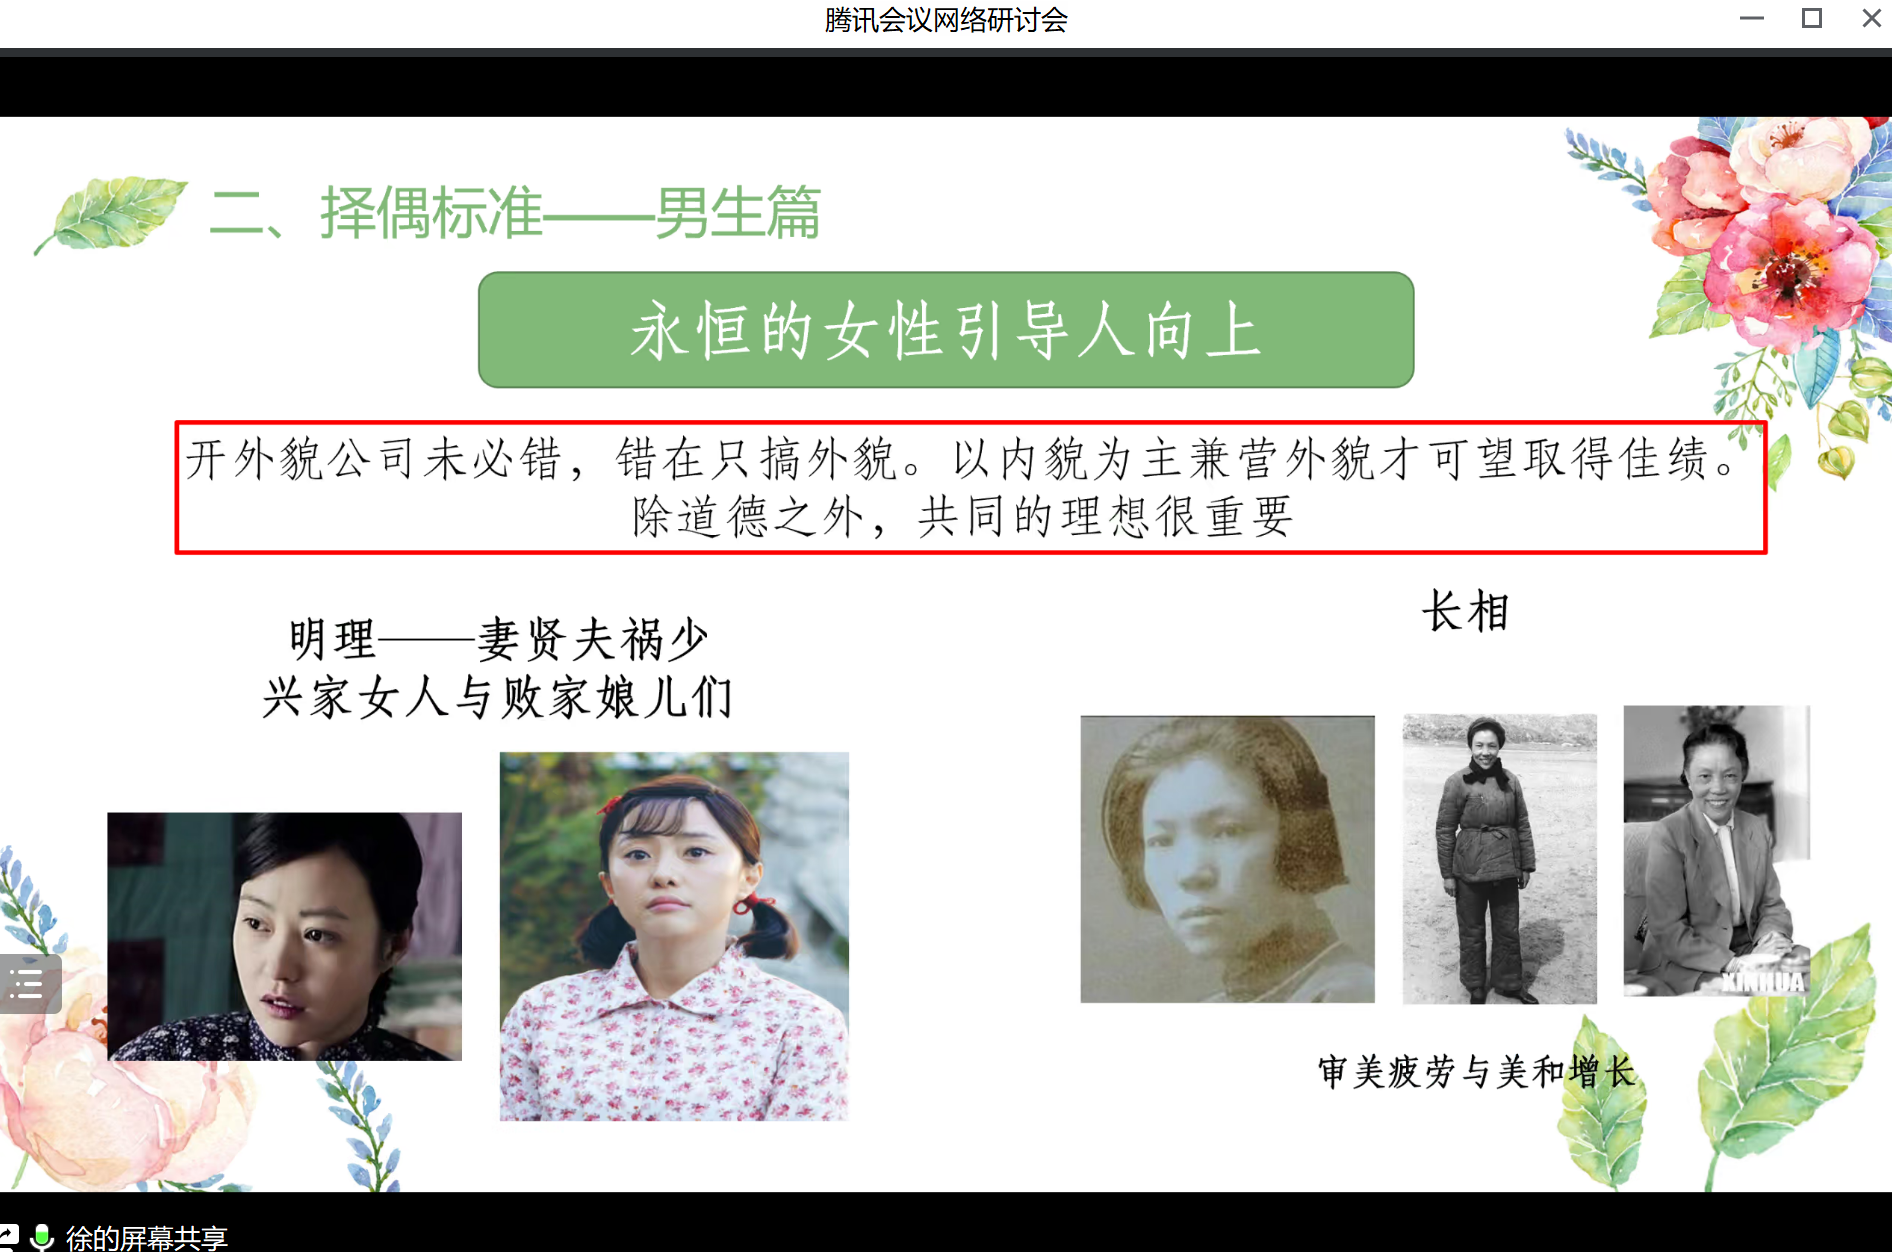 腾讯会议网络研讨会
二、择偶标准——男生篇
永恒的女性引导人向上
开外貌公司未必错，错在只搞外貌。以内貌为主兼营外貌才可望取得佳绩。
除道德之外，共同的理想很重要
明理——妻贤夫祸少
兴家女人与败家娘儿们
长相
XINHUA
审美疲劳与美和增长
徐的屏幕共享